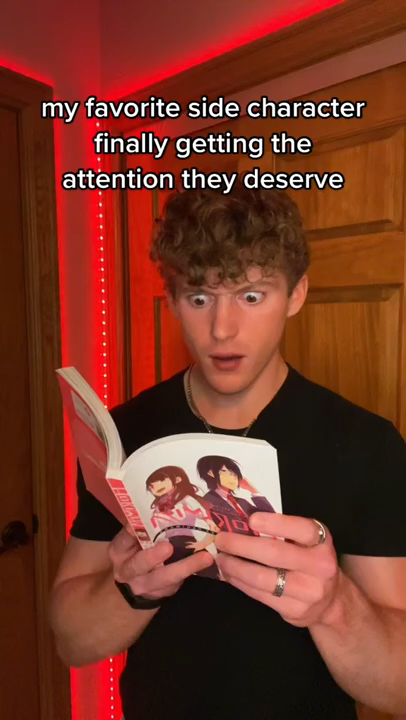 my favorite side character
finally getting the
attention they deserve